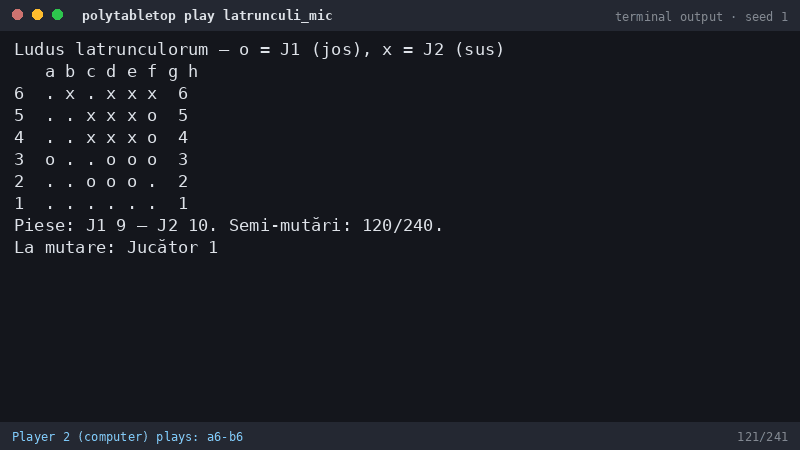 polytabletop play latrunculi_mic
terminal output · seed 1
Ludus latrunculorum — o = J1 (jos), x = J2 (sus)
   a b c d e f g h
6  . x . x x x  6
5  . . x x x o  5
4  . . x x x o  4
3  o . . o o o  3
2  . . o o o .  2
1  . . . . . .  1
Piese: J1 9 — J2 10. Semi-mutări: 120/240.
La mutare: Jucător 1
Player 2 (computer) plays: a6-b6
121/241